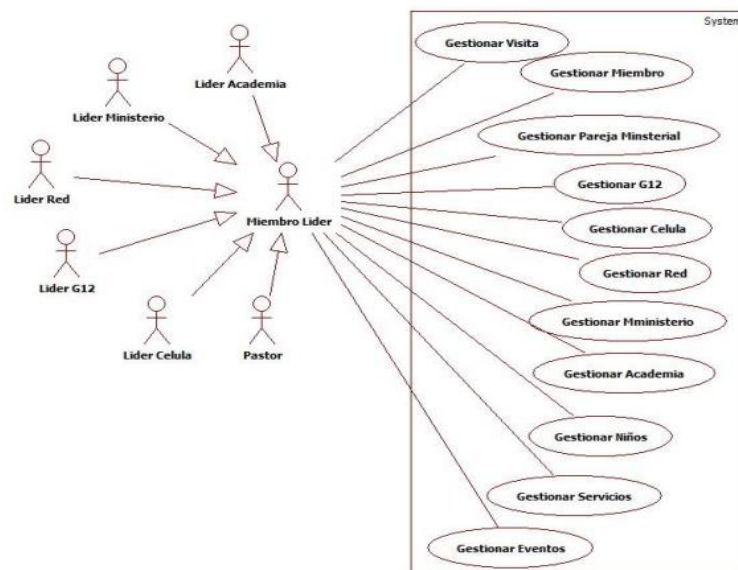 System
Gestionar Visita
Lider Academia
Gestionar Miembro
Lider Ministerio
Gestionar Pareja Minsterial
Lider Red
Gestionar G12
Miembro Lider
Gestionar Celula
Gestionar Red
Lider G12
Gestionar Mministerio
Lider Celula
Pastor
Gestionar Academia
Gestionar Niños
Gestionar Servicios
Gestionar Eventos